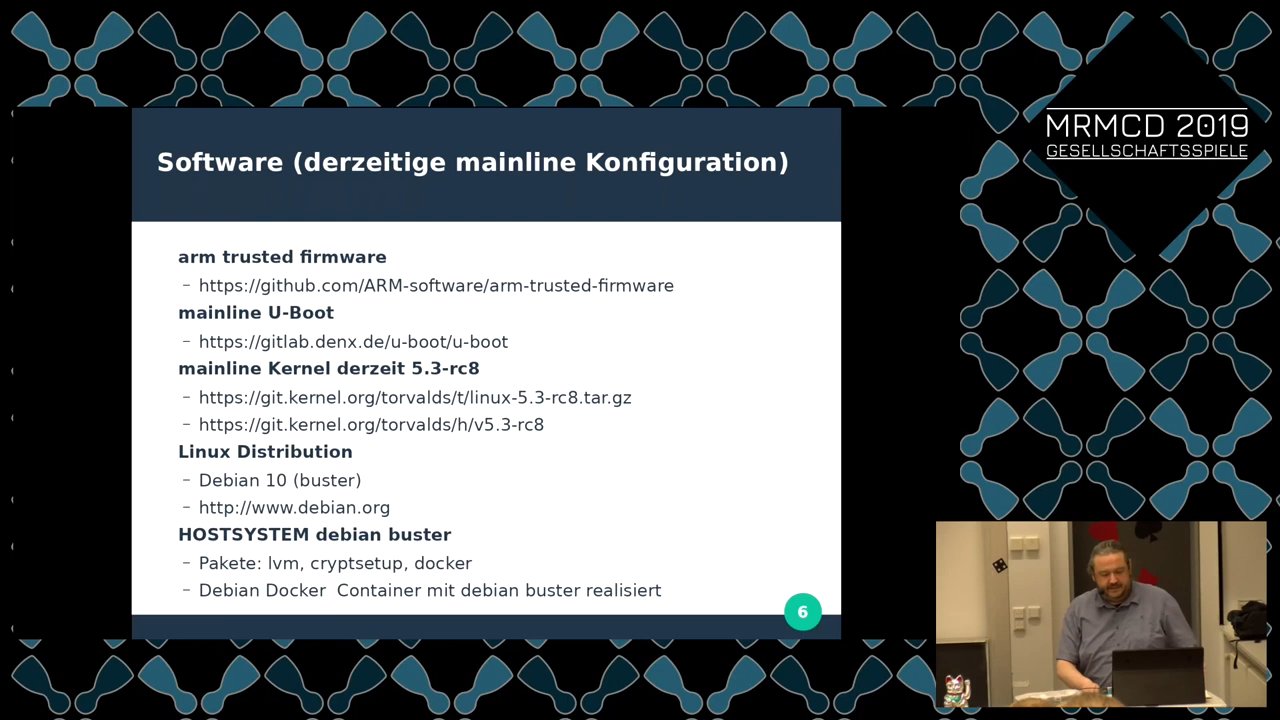 Software (derzeitige mainline Konfiguration)
arm trusted firmware
– https://github.com/ARM-software/arm-trusted-firmware
mainline U-Boot
– https://gitlab.denx.de/u-boot/u-boot
mainline Kernel derzeit 5.3-rc8
– https://git.kernel.org/torvalds/t/linux-5.3-rc8.tar.gz
– https://git.kernel.org/torvalds/h/v5.3-rc8
Linux Distribution
– Debian 10 (buster)
– http://www.debian.org
HOSTSYSTEM debian buster
– Pakete: lvm, cryptsetup, docker
– Debian Docker  Container mit debian buster realisiert
6
MRMCD 2019
GESELLSCHAFTSSPIELE